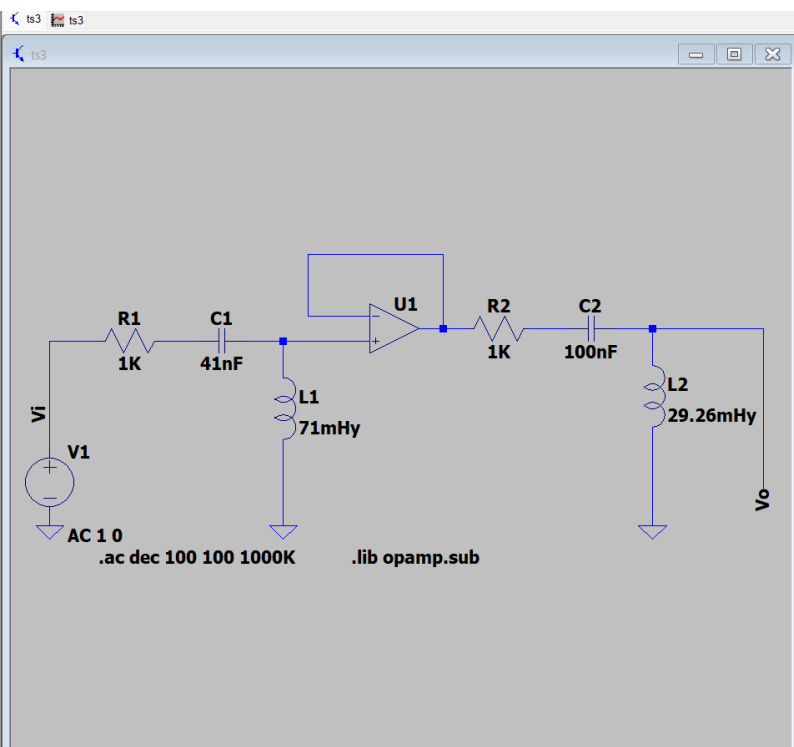 ts3 ts3
ts3
U1
R1 C1 R2 C2
1K 41nF 1K 100nF
L1 L2
71mHy 29.26mHy
Vi
V1
Vo
AC 1 0
.ac dec 100 100 1000K .lib opamp.sub